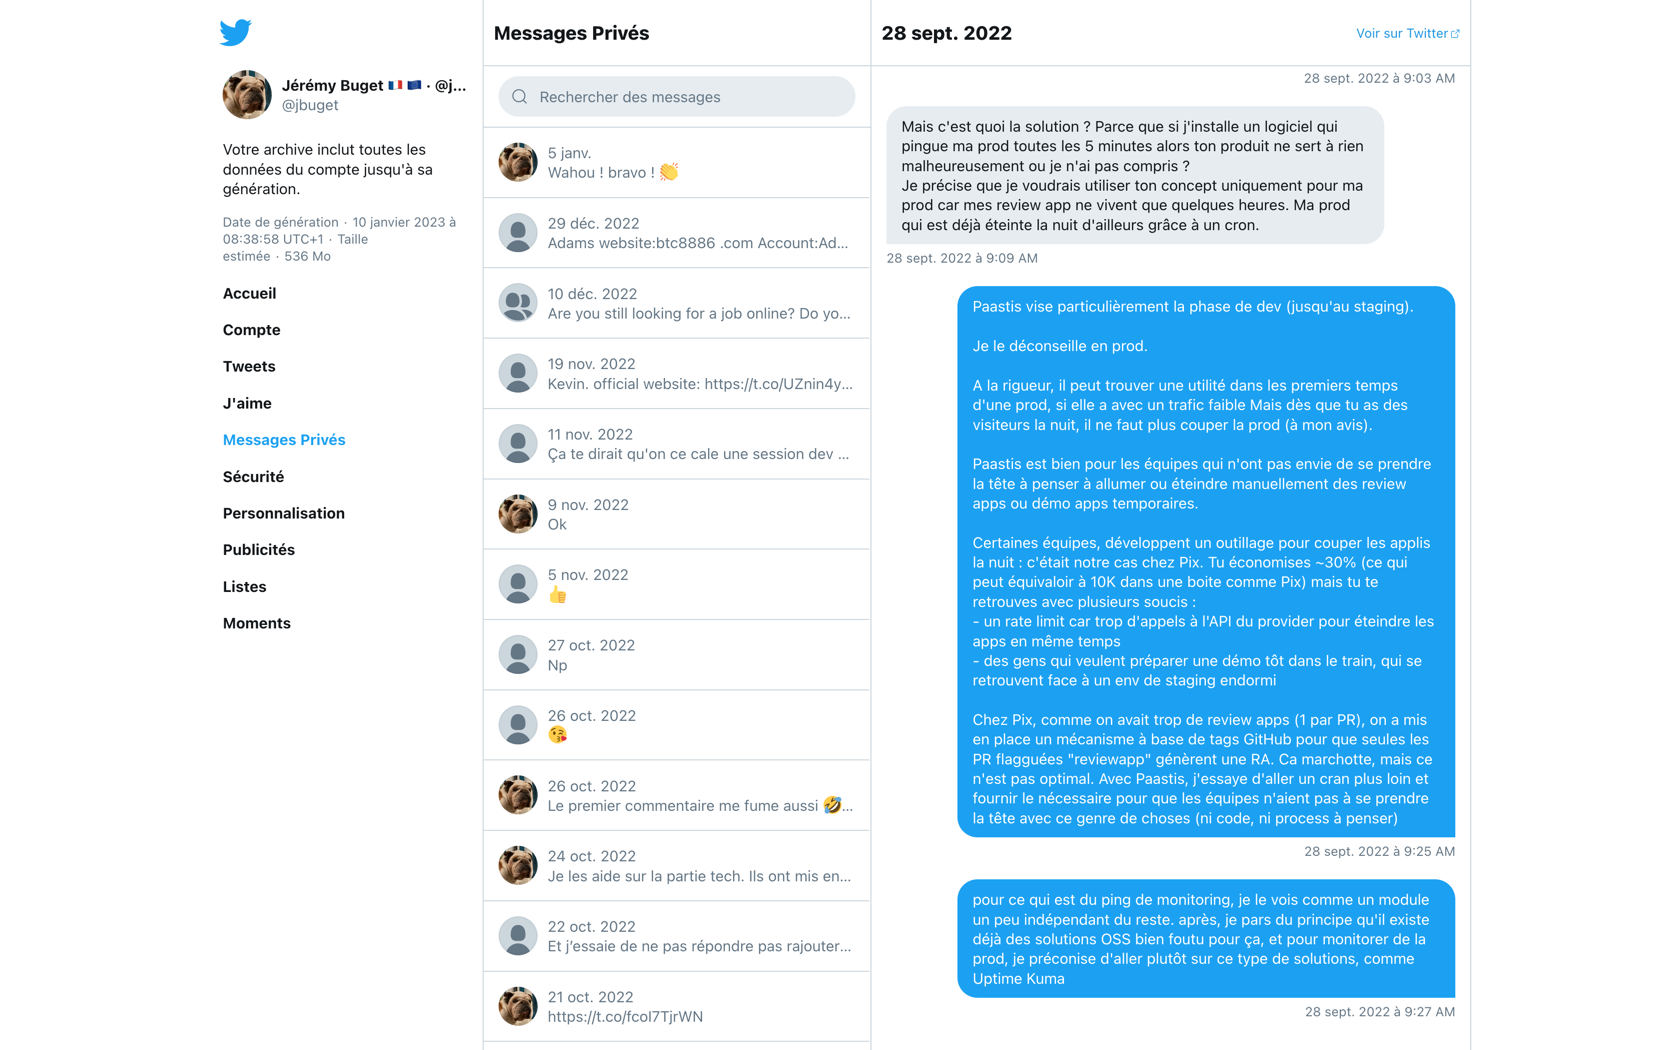 Jérémy Buget 🇫🇷 🇪🇺 · @j...
@jbuget
Votre archive inclut toutes les
données du compte jusqu'à sa
génération.
Date de génération · 10 janvier 2023 à
08:38:58 UTC+1 · Taille
estimée · 536 Mo
Accueil
Compte
Tweets
J'aime
Messages Privés
Sécurité
Personnalisation
Publicités
Listes
Moments
Messages Privés
Rechercher des messages
5 janv.
Wahou ! bravo ! 👏
29 déc. 2022
Adams website:btc8886 .com Account:Ad...
10 déc. 2022
Are you still looking for a job online? Do yo...
19 nov. 2022
Kevin. official website: https://t.co/UZnin4y...
11 nov. 2022
Ça te dirait qu'on ce cale une session dev ...
9 nov. 2022
Ok
5 nov. 2022
👍
27 oct. 2022
Np
26 oct. 2022
😘
26 oct. 2022
Le premier commentaire me fume aussi 🤣...
24 oct. 2022
Je les aide sur la partie tech. Ils ont mis en...
22 oct. 2022
Et j'essaie de ne pas répondre pas rajouter...
21 oct. 2022
https://t.co/fcoI7TjrWN
28 sept. 2022
Voir sur Twitter
28 sept. 2022 à 9:03 AM
Mais c'est quoi la solution ? Parce que si j'installe un logiciel qui
pingue ma prod toutes les 5 minutes alors ton produit ne sert à rien
malheureusement ou je n'ai pas compris ?
Je précise que je voudrais utiliser ton concept uniquement pour ma
prod car mes review app ne vivent que quelques heures. Ma prod
qui est déjà éteinte la nuit d'ailleurs grâce à un cron.
28 sept. 2022 à 9:09 AM
Paastis vise particulièrement la phase de dev (jusqu'au staging).
Je le déconseille en prod.
A la rigueur, il peut trouver une utilité dans les premiers temps
d'une prod, si elle a avec un trafic faible Mais dès que tu as des
visiteurs la nuit, il ne faut plus couper la prod (à mon avis).
Paastis est bien pour les équipes qui n'ont pas envie de se prendre
la tête à penser à allumer ou éteindre manuellement des review
apps ou démo apps temporaires.
Certaines équipes, développent un outillage pour couper les applis
la nuit : c'était notre cas chez Pix. Tu économises ~30% (ce qui
peut équivaloir à 10K dans une boite comme Pix) mais tu te
retrouves avec plusieurs soucis :
- un rate limit car trop d'appels à l'API du provider pour éteindre les
apps en même temps
- des gens qui veulent préparer une démo tôt dans le train, qui se
retrouvent face à un env de staging endormi
Chez Pix, comme on avait trop de review apps (1 par PR), on a mis
en place un mécanisme à base de tags GitHub pour que seules les
PR flagguées "reviewapp" génèrent une RA. Ca marchotte, mais ce
n'est pas optimal. Avec Paastis, j'essaye d'aller un cran plus loin et
fournir le nécessaire pour que les équipes n'aient pas à se prendre
la tête avec ce genre de choses (ni code, ni process à penser)
28 sept. 2022 à 9:25 AM
pour ce qui est du ping de monitoring, je le vois comme un module
un peu indépendant du reste. après, je pars du principe qu'il existe
déjà des solutions OSS bien foutu pour ça, et pour monitorer de la
prod, je préconise d'aller plutôt sur ce type de solutions, comme
Uptime Kuma
28 sept. 2022 à 9:27 AM